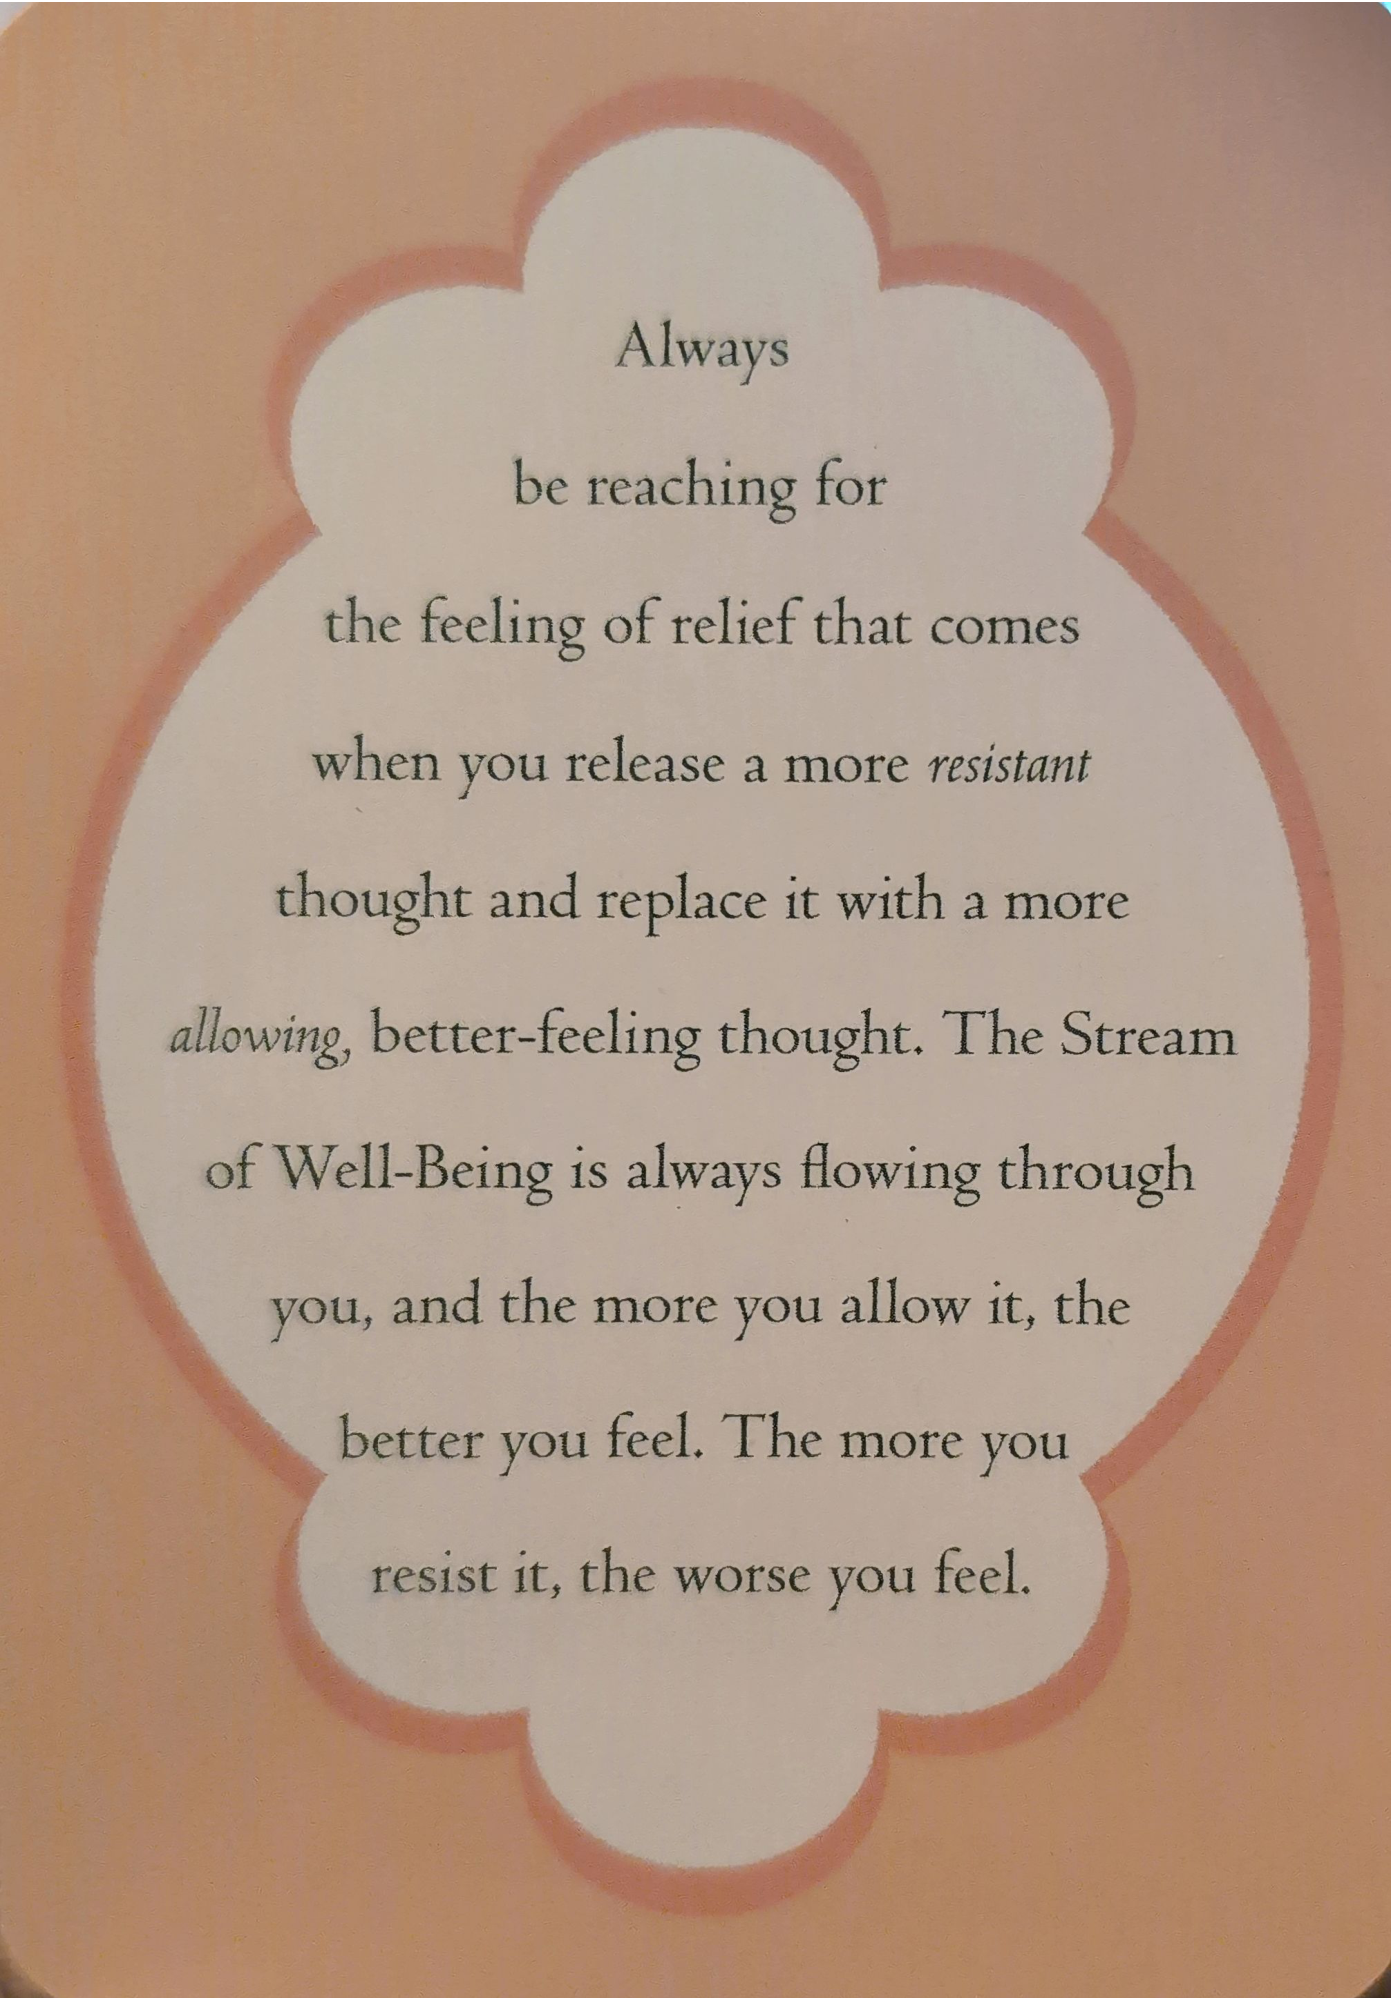 Always
be reaching for
the feeling of relief that comes
when you release a more resistant
thought and replace it with a more
allowing, better-feeling thought. The Stream
of Well-Being is always flowing through
you, and the more you allow it, the
better you feel. The more you
resist it, the worse you feel.